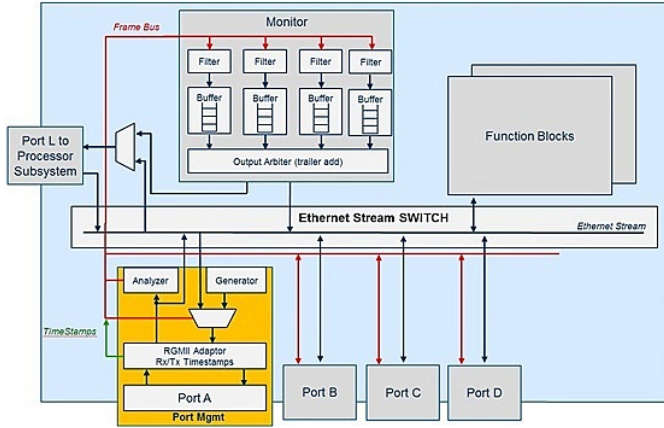 Frame Bus
Monitor
Filter
Filter
Filter
Filter
Buffer
Buffer
Buffer
Buffer
Output Arbiter (trailer add)
Function Blocks
Port L to
Processor
Subsystem
Ethernet Stream SWITCH
Ethernet Stream
Analyzer
Generator
TimeStamps
RGMII Adaptor
Rx/Tx Timestamps
Port A
Port Mgmt
Port B
Port C
Port D